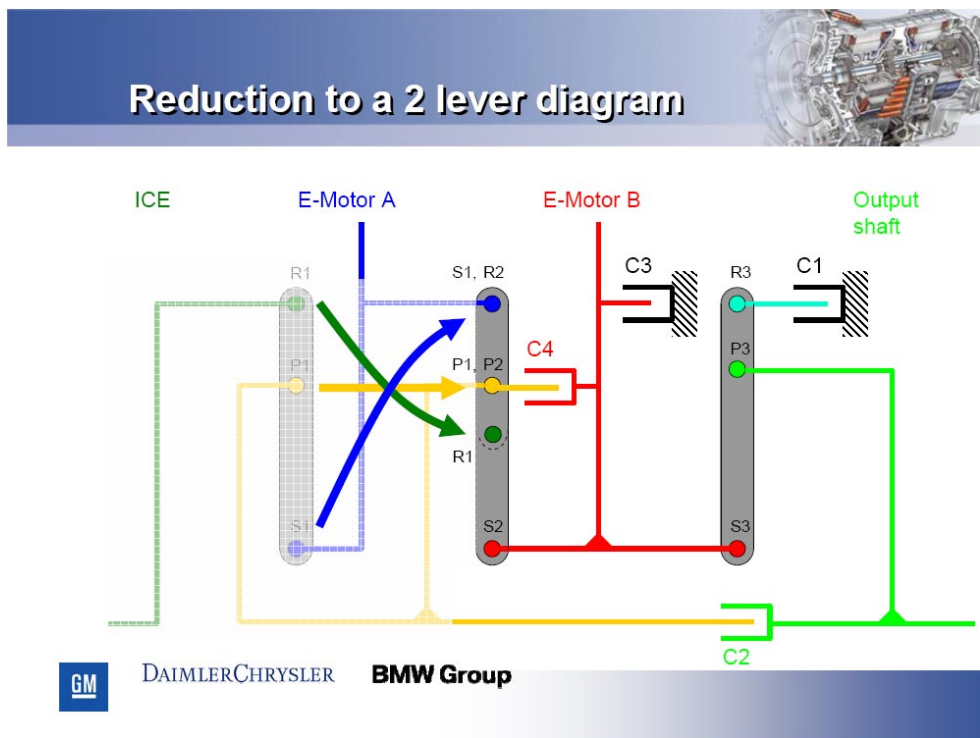 Reduction to a 2 lever diagram
ICE
E-Motor A
E-Motor B
Output
shaft
R1
S1, R2
C3
R3
C1
P1
P1, P2
C4
P3
R1
S1
S2
S3
C2
GM
DAIMLERCHRYSLER
BMW Group